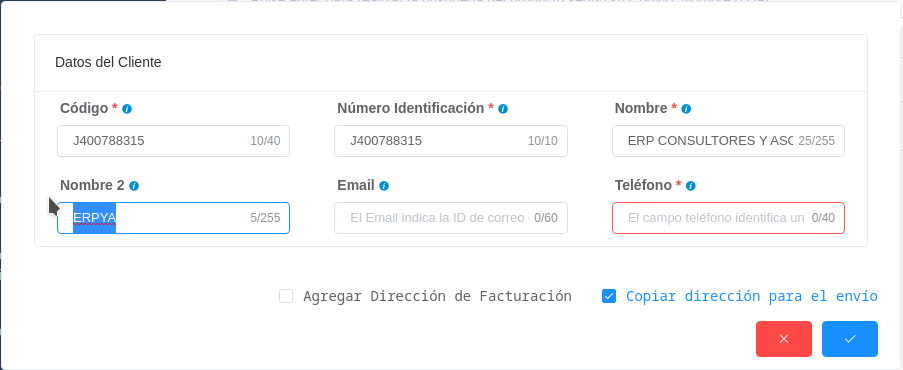 Datos del Cliente
Código * Número Identificación * Nombre *
J400788315 10/40 J400788315 10/10 ERP CONSULTORES Y ASC 25/255
Nombre 2 Email Teléfono *
ERPYA 5/255 El Email indica la ID de correo 0/60 El campo teléfono identifica un 0/40
Agregar Dirección de Facturación Copiar dirección para el envío